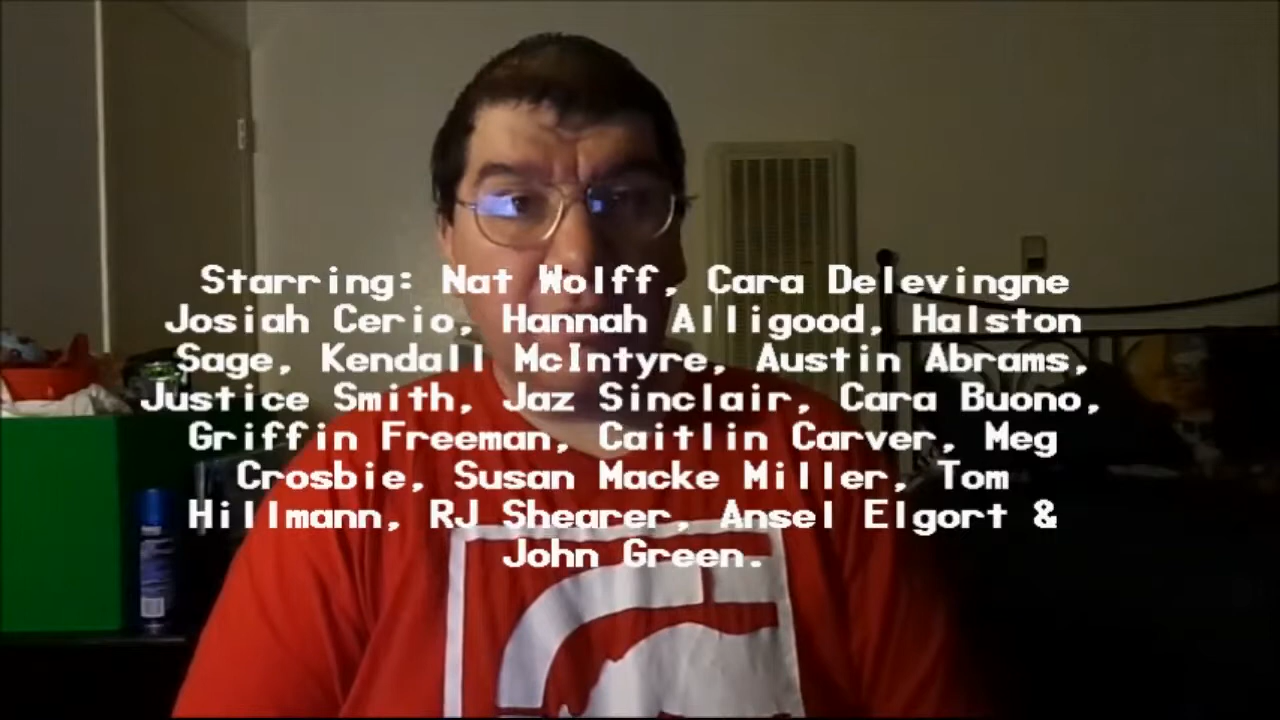 Starring: Nat Wolff, Cara Delevingne
Josiah Cerio, Hannah Alligood, Halston
Sage, Kendall McIntyre, Austin Abrams,
Justice Smith, Jaz Sinclair, Cara Buono,
Griffin Freeman, Caitlin Carver, Meg
Crosbie, Susan Macke Miller, Tom
Hillmann, RJ Shearer, Ansel Elgort &
John Green.